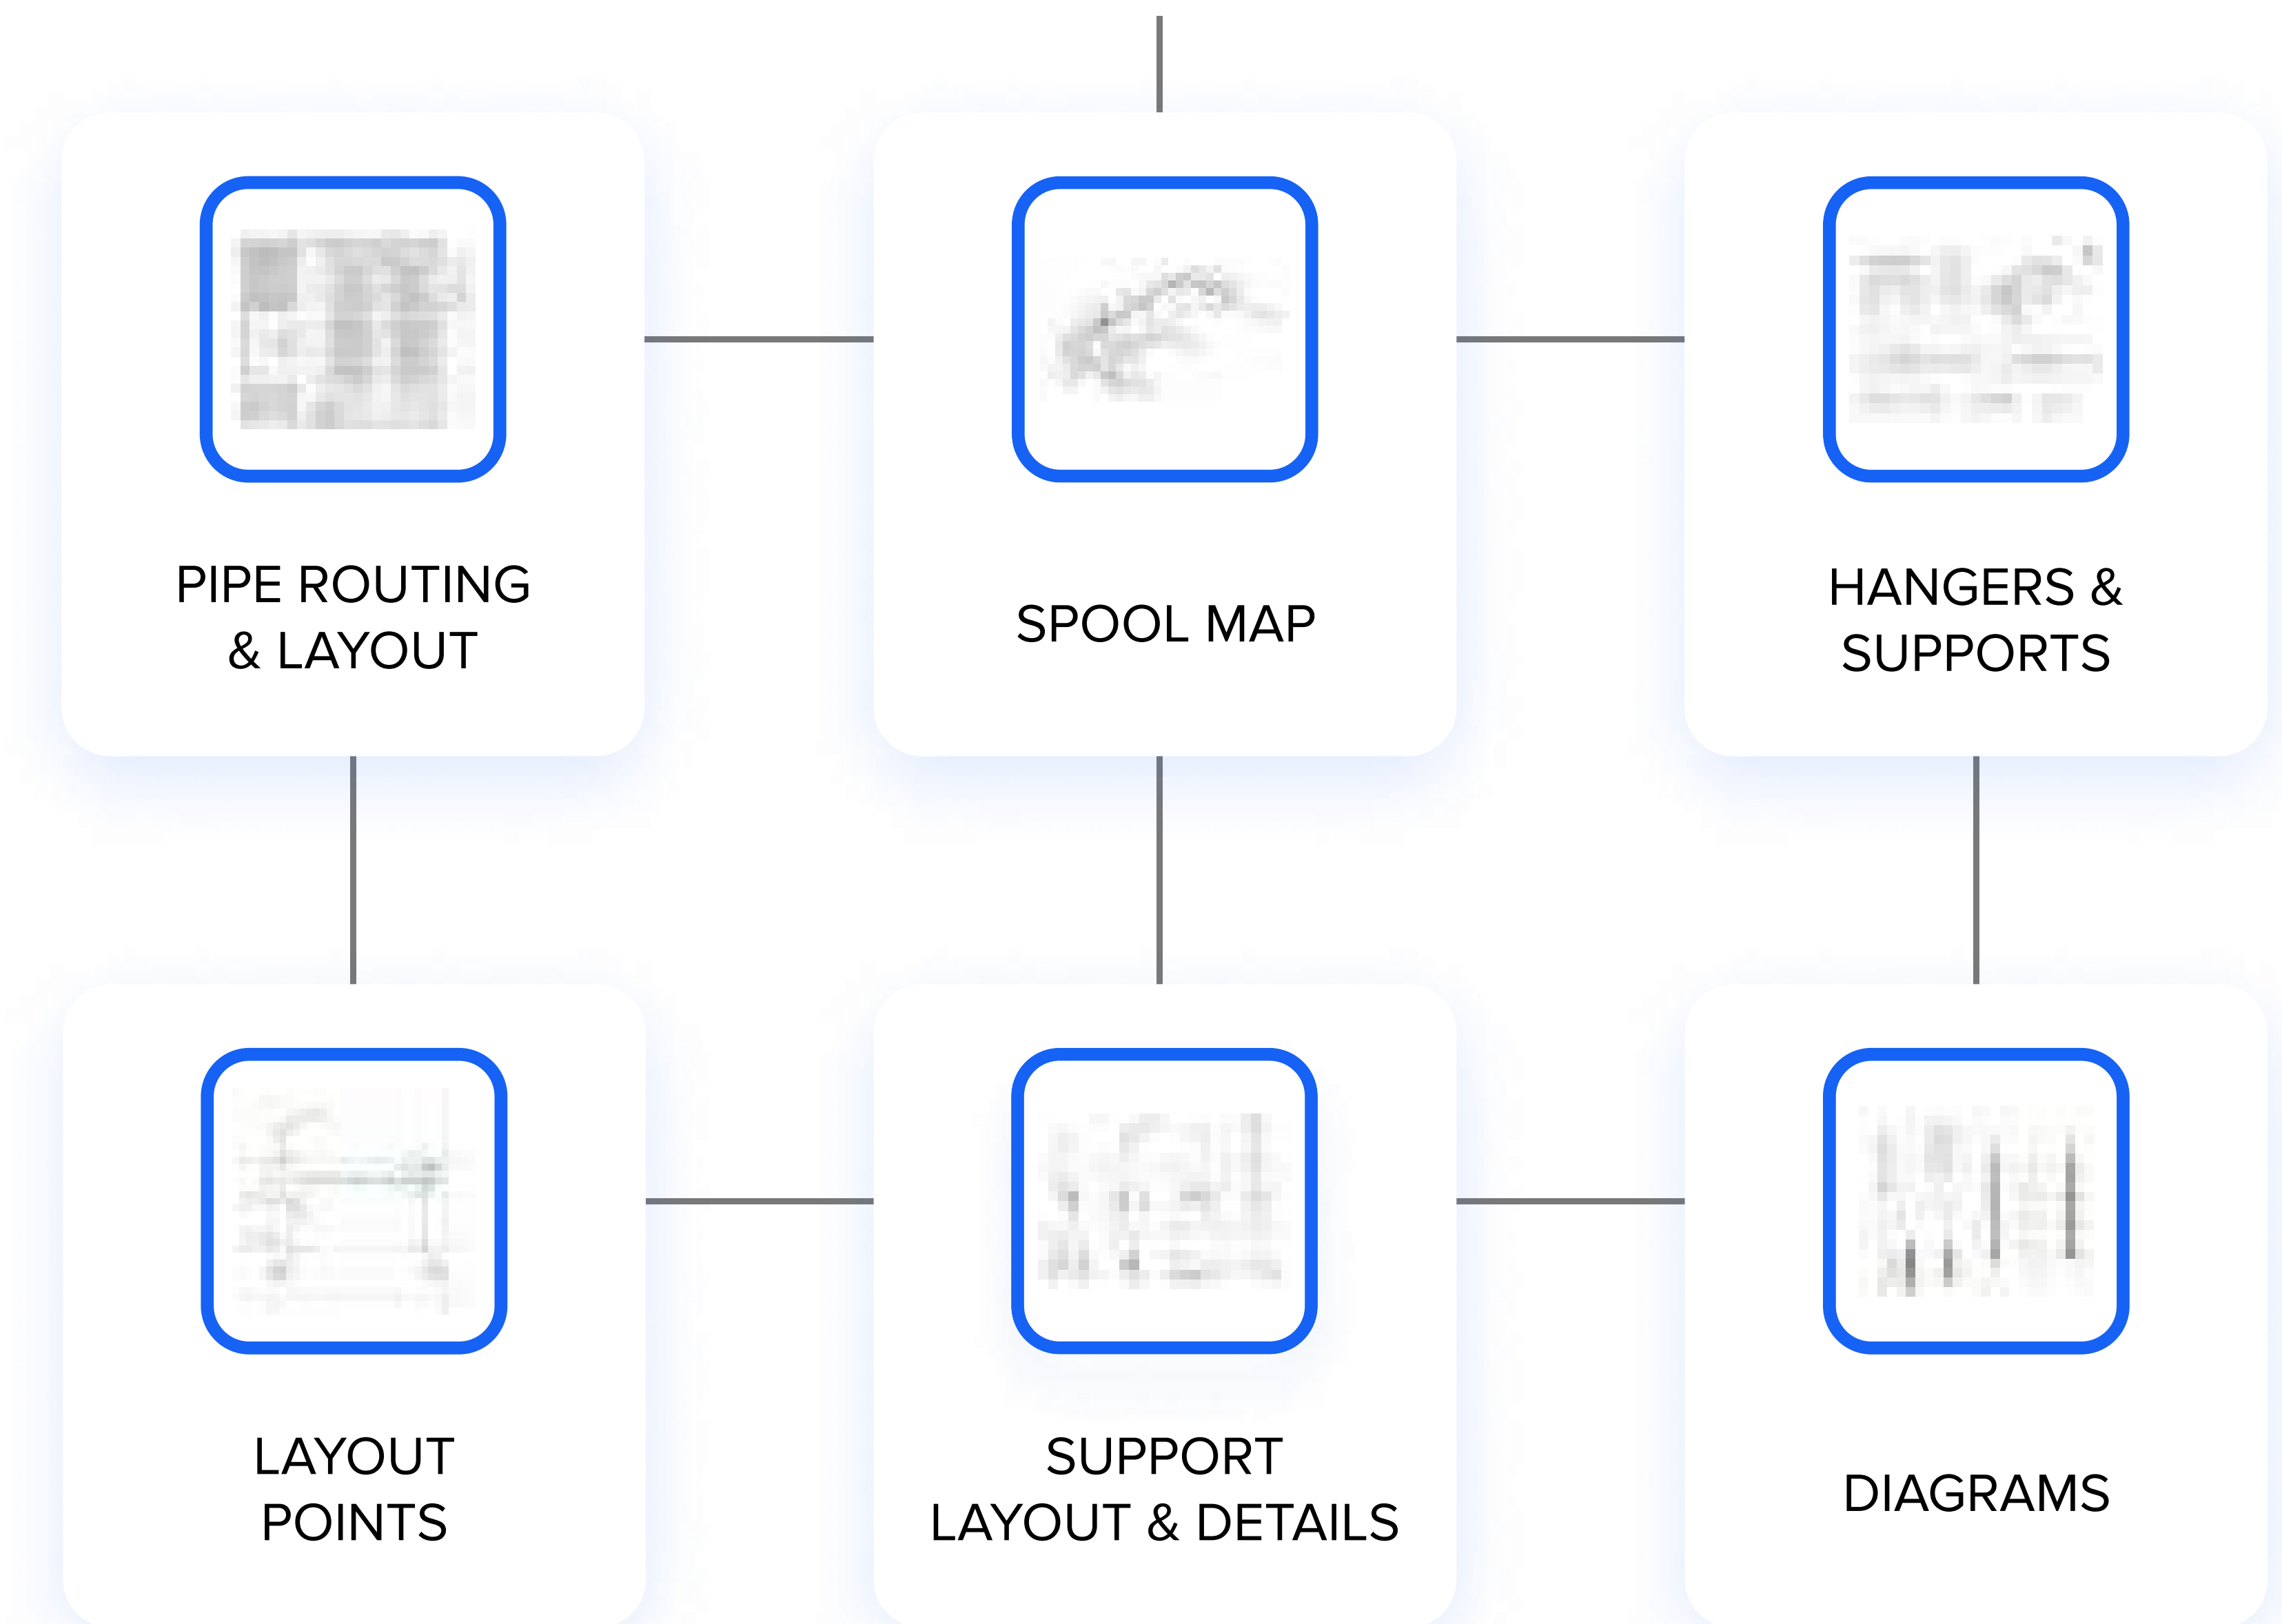 PIPE ROUTING
& LAYOUT
SPOOL MAP
HANGERS &
SUPPORTS
LAYOUT
POINTS
SUPPORT
LAYOUT & DETAILS
DIAGRAMS